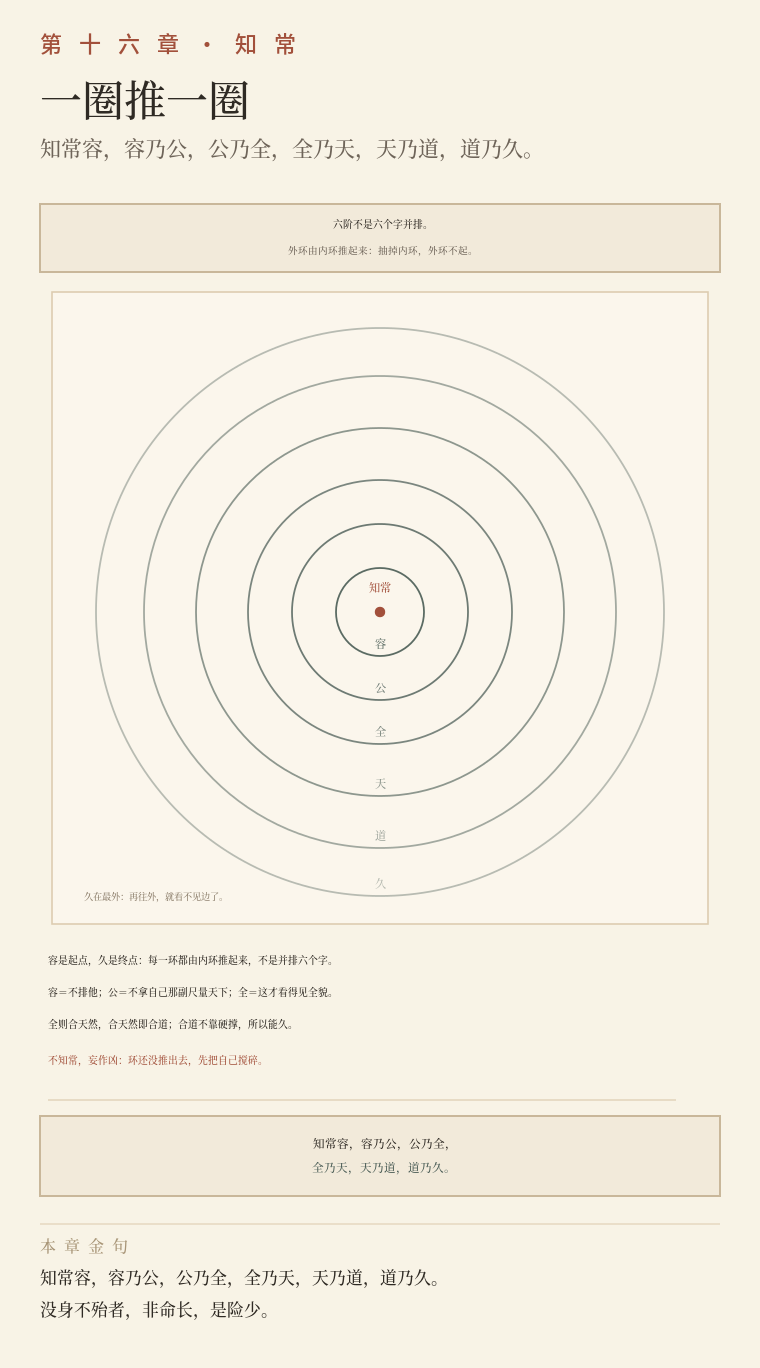 第十六章·知常
一圈推一圈
知常容，容乃公，公乃全，全乃天，天乃道，道乃久。
六阶不是六个字并排。
外环由内环推起来：抽掉内环，外环不起。
知常
容
公
全
天
道
久
久在最外：再往外，就看不见边了。
容是起点，久是终点：每一环都由内环推起来，不是并排六个字。
容＝不排他；公＝不拿自己那副尺量天下；全＝这才看得见全貌。
全则合天然，合天然即合道；合道不靠硬撑，所以能久。
不知常，妄作凶：环还没推出去，先把自己搅碎。
知常容，容乃公，公乃全，
全乃天，天乃道，道乃久。
本章金句
知常容，容乃公，公乃全，全乃天，天乃道，道乃久。
没身不殆者，非命长，是险少。